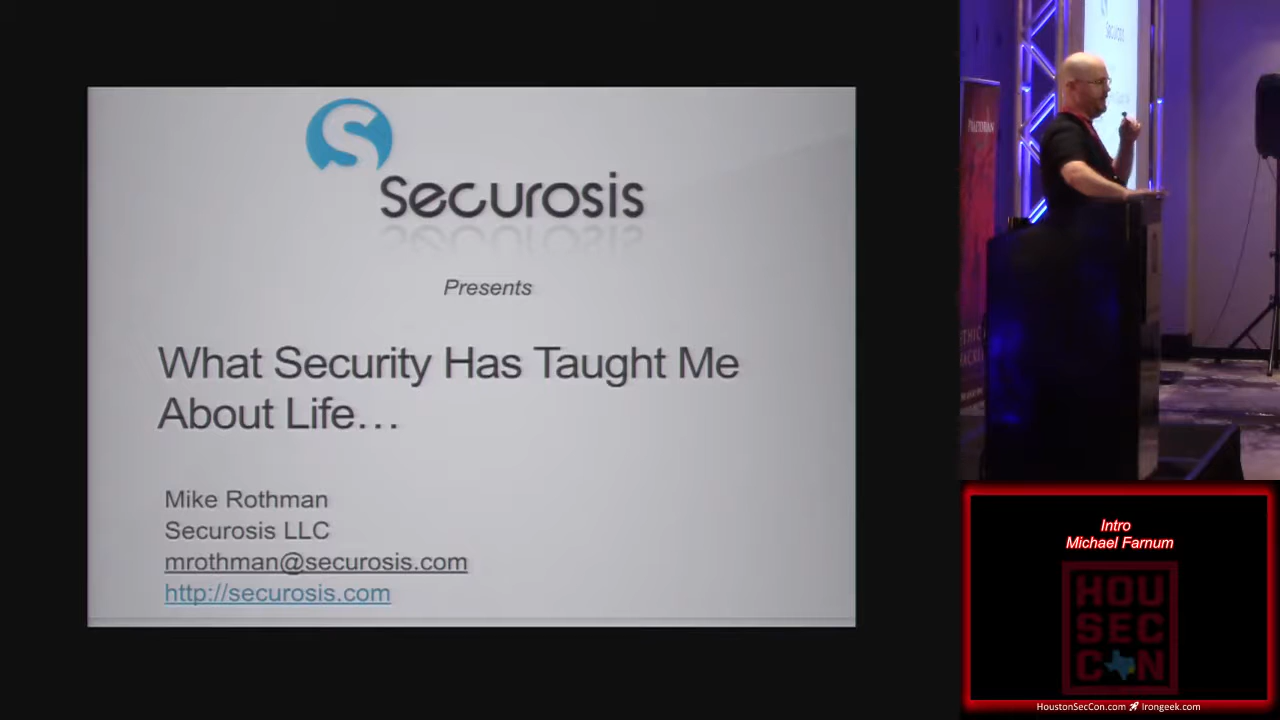 Securosis
Presents
What Security Has Taught Me
About Life…
Mike Rothman
Securosis LLC
mrothman@securosis.com
http://securosis.com
PRAETORIAN
Intro
Michael Farnum
HOU
SEC
CON
HoustonSecCon.com Irongeek.com